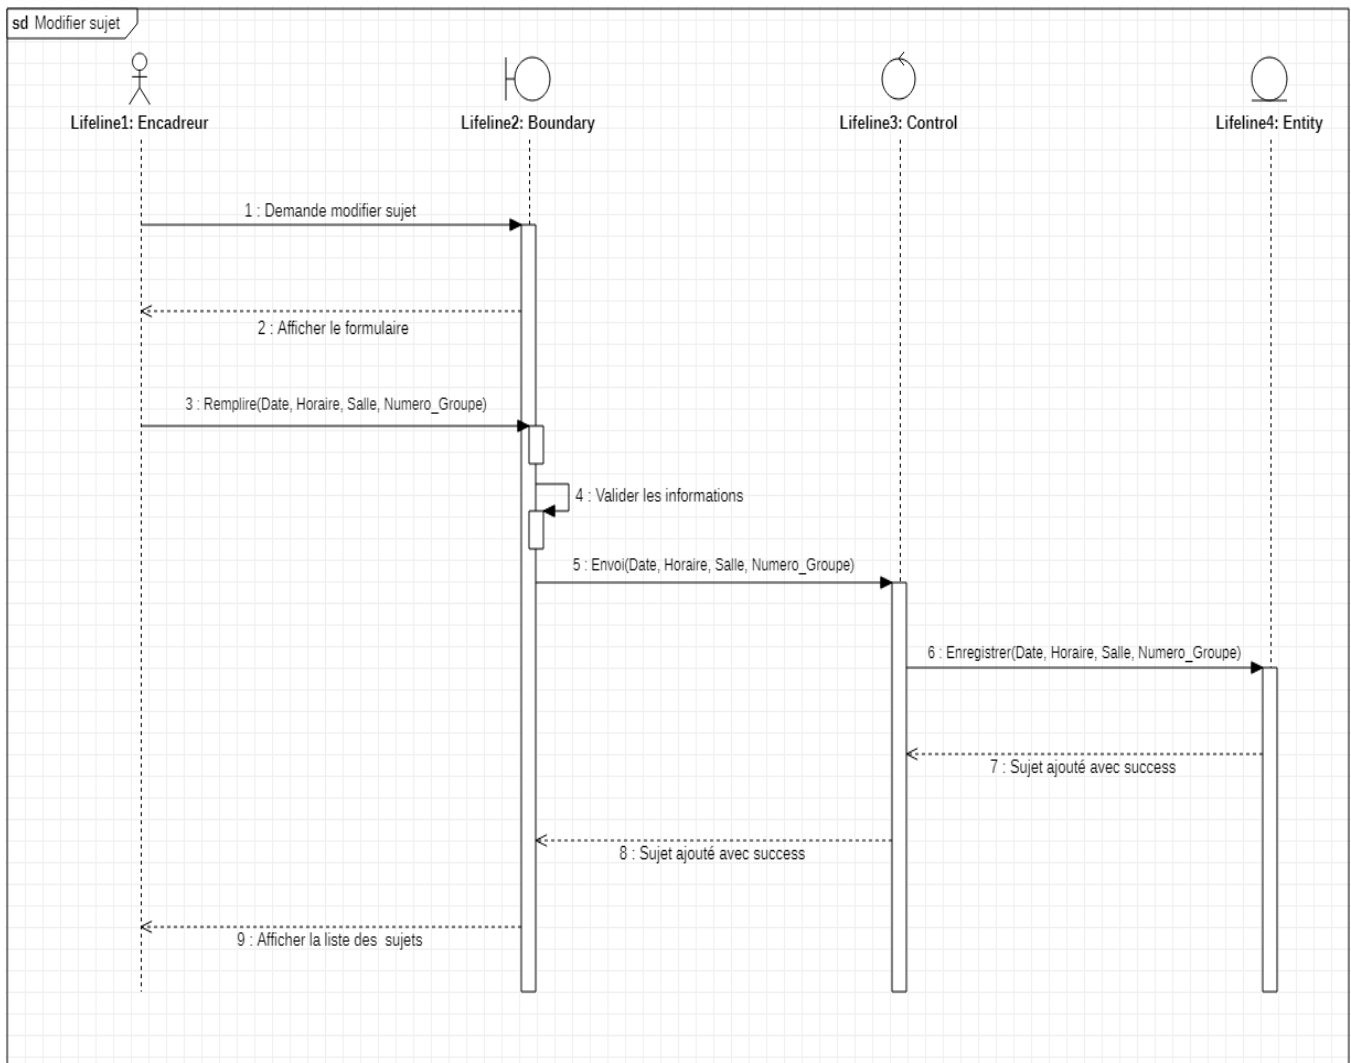 sd Modifier sujet
Lifeline1: Encadreur
Lifeline2: Boundary
Lifeline3: Control
Lifeline4: Entity
1 : Demande modifier sujet
2 : Afficher le formulaire
3 : Remplire(Date, Horaire, Salle, Numero_Groupe)
4 : Valider les informations
5 : Envoi(Date, Horaire, Salle, Numero_Groupe)
6 : Enregistrer(Date, Horaire, Salle, Numero_Groupe)
7 : Sujet ajouté avec success
8 : Sujet ajouté avec success
9 : Afficher la liste des  sujets